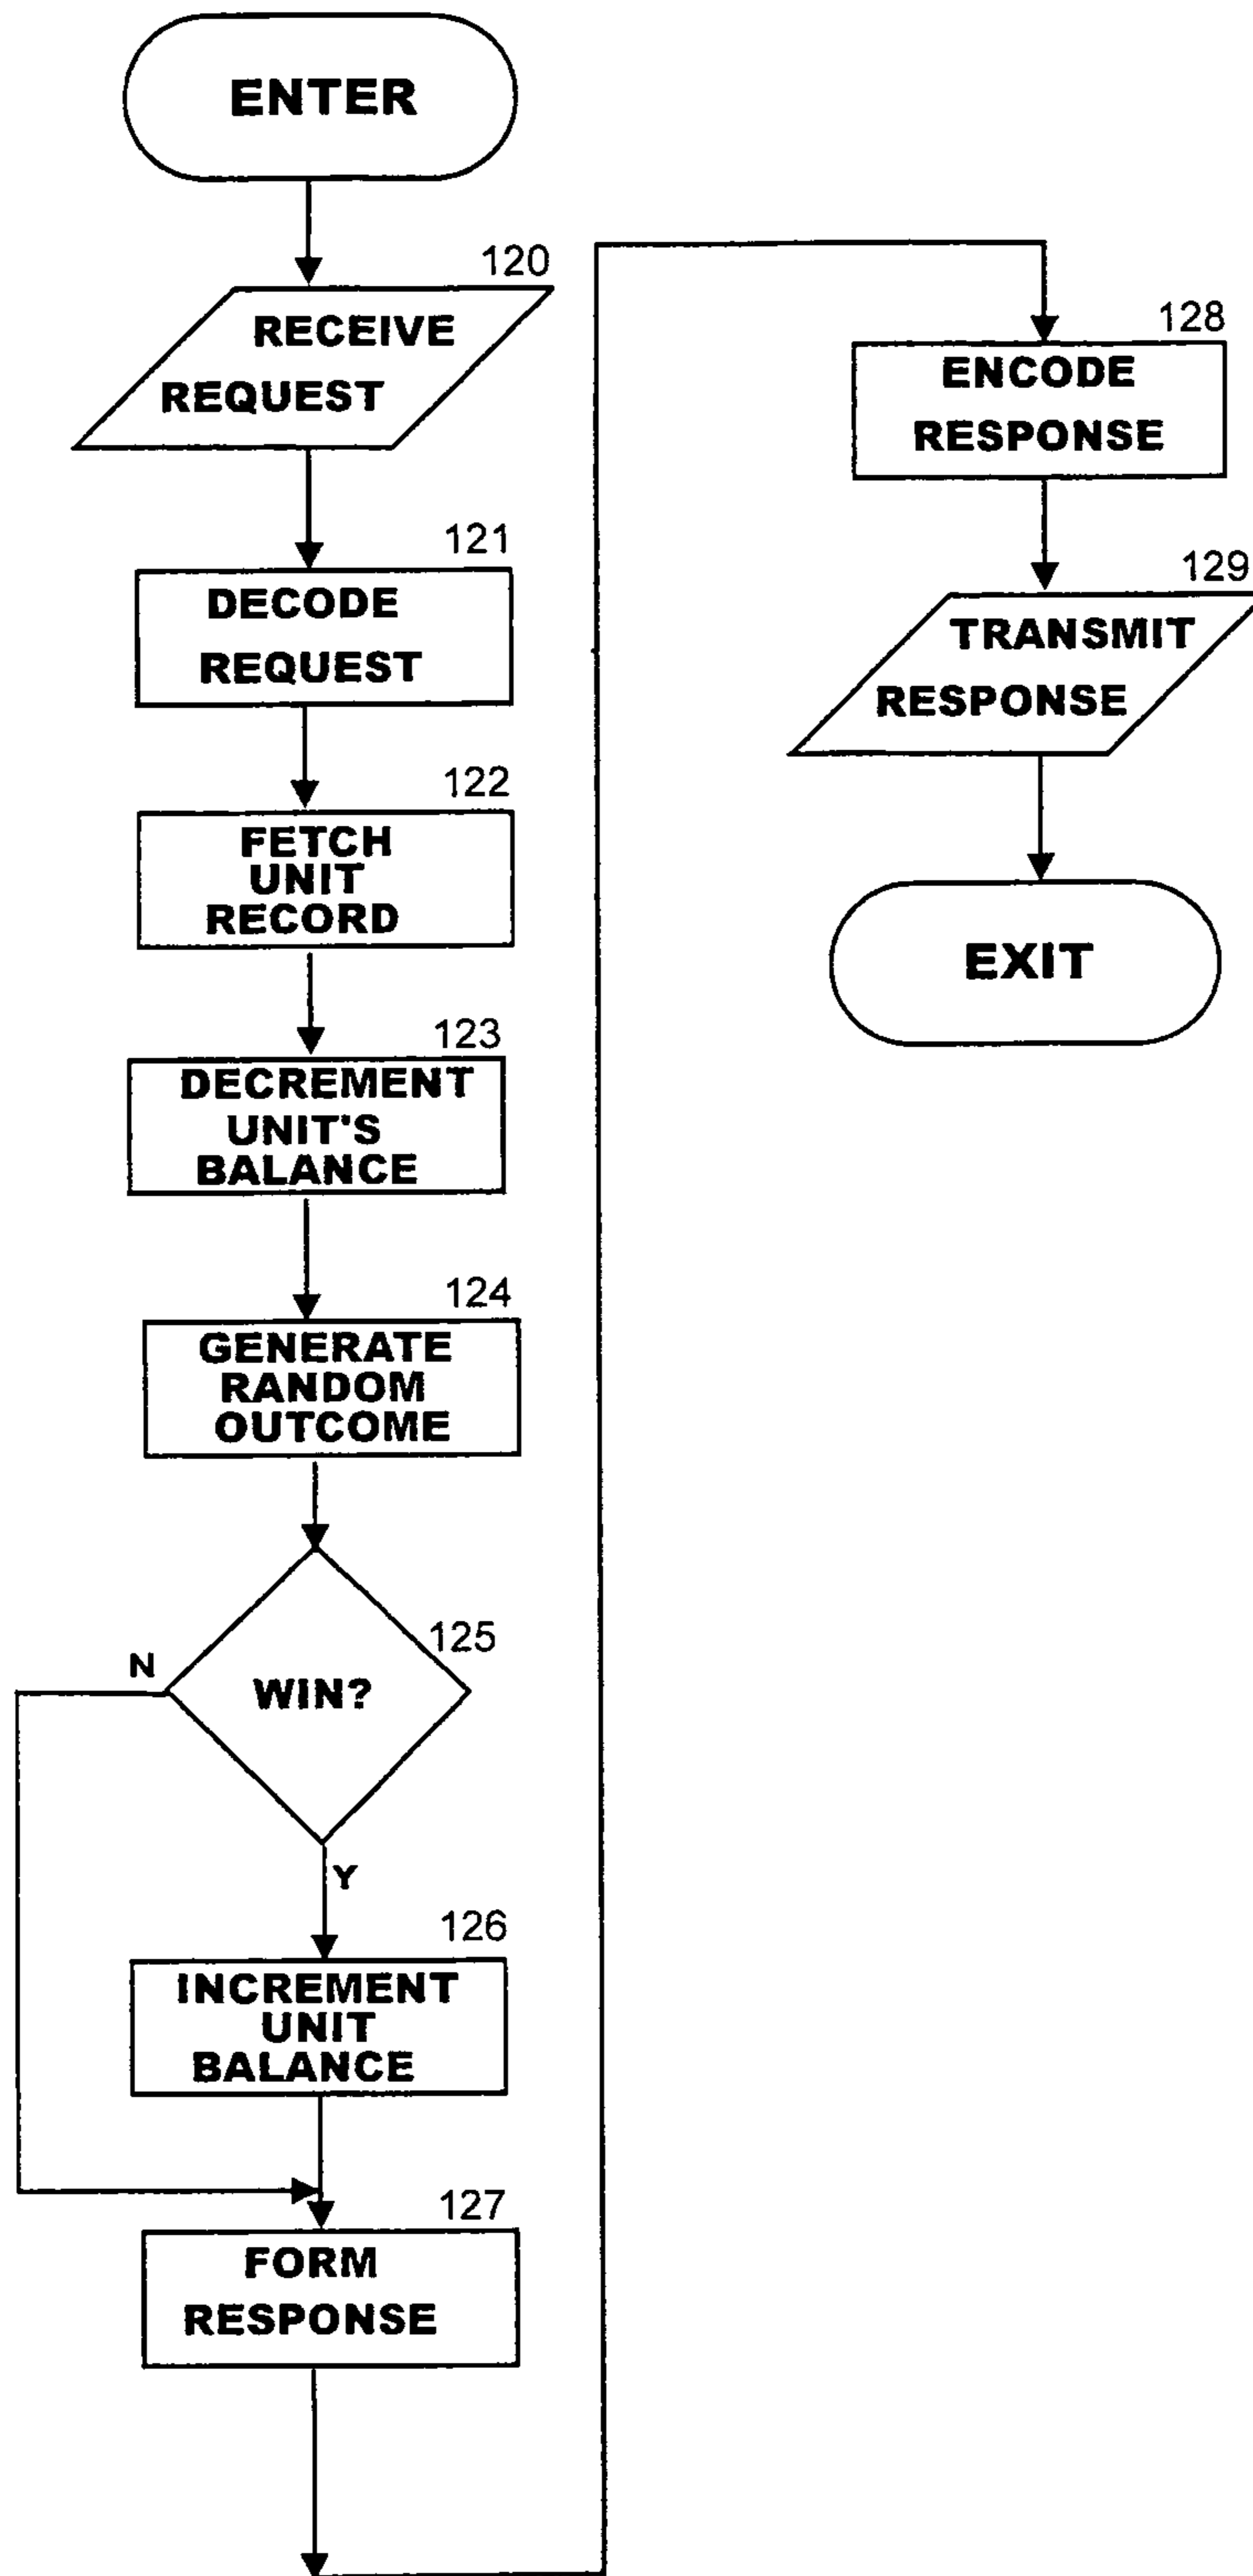 ENTER
120
RECEIVE
REQUEST
121
DECODE
REQUEST
122
FETCH
UNIT
RECORD
123
DECREMENT
UNIT'S
BALANCE
124
GENERATE
RANDOM
OUTCOME
125
N
WIN?
Y
126
INCREMENT
UNIT
BALANCE
127
FORM
RESPONSE
128
ENCODE
RESPONSE
129
TRANSMIT
RESPONSE
EXIT